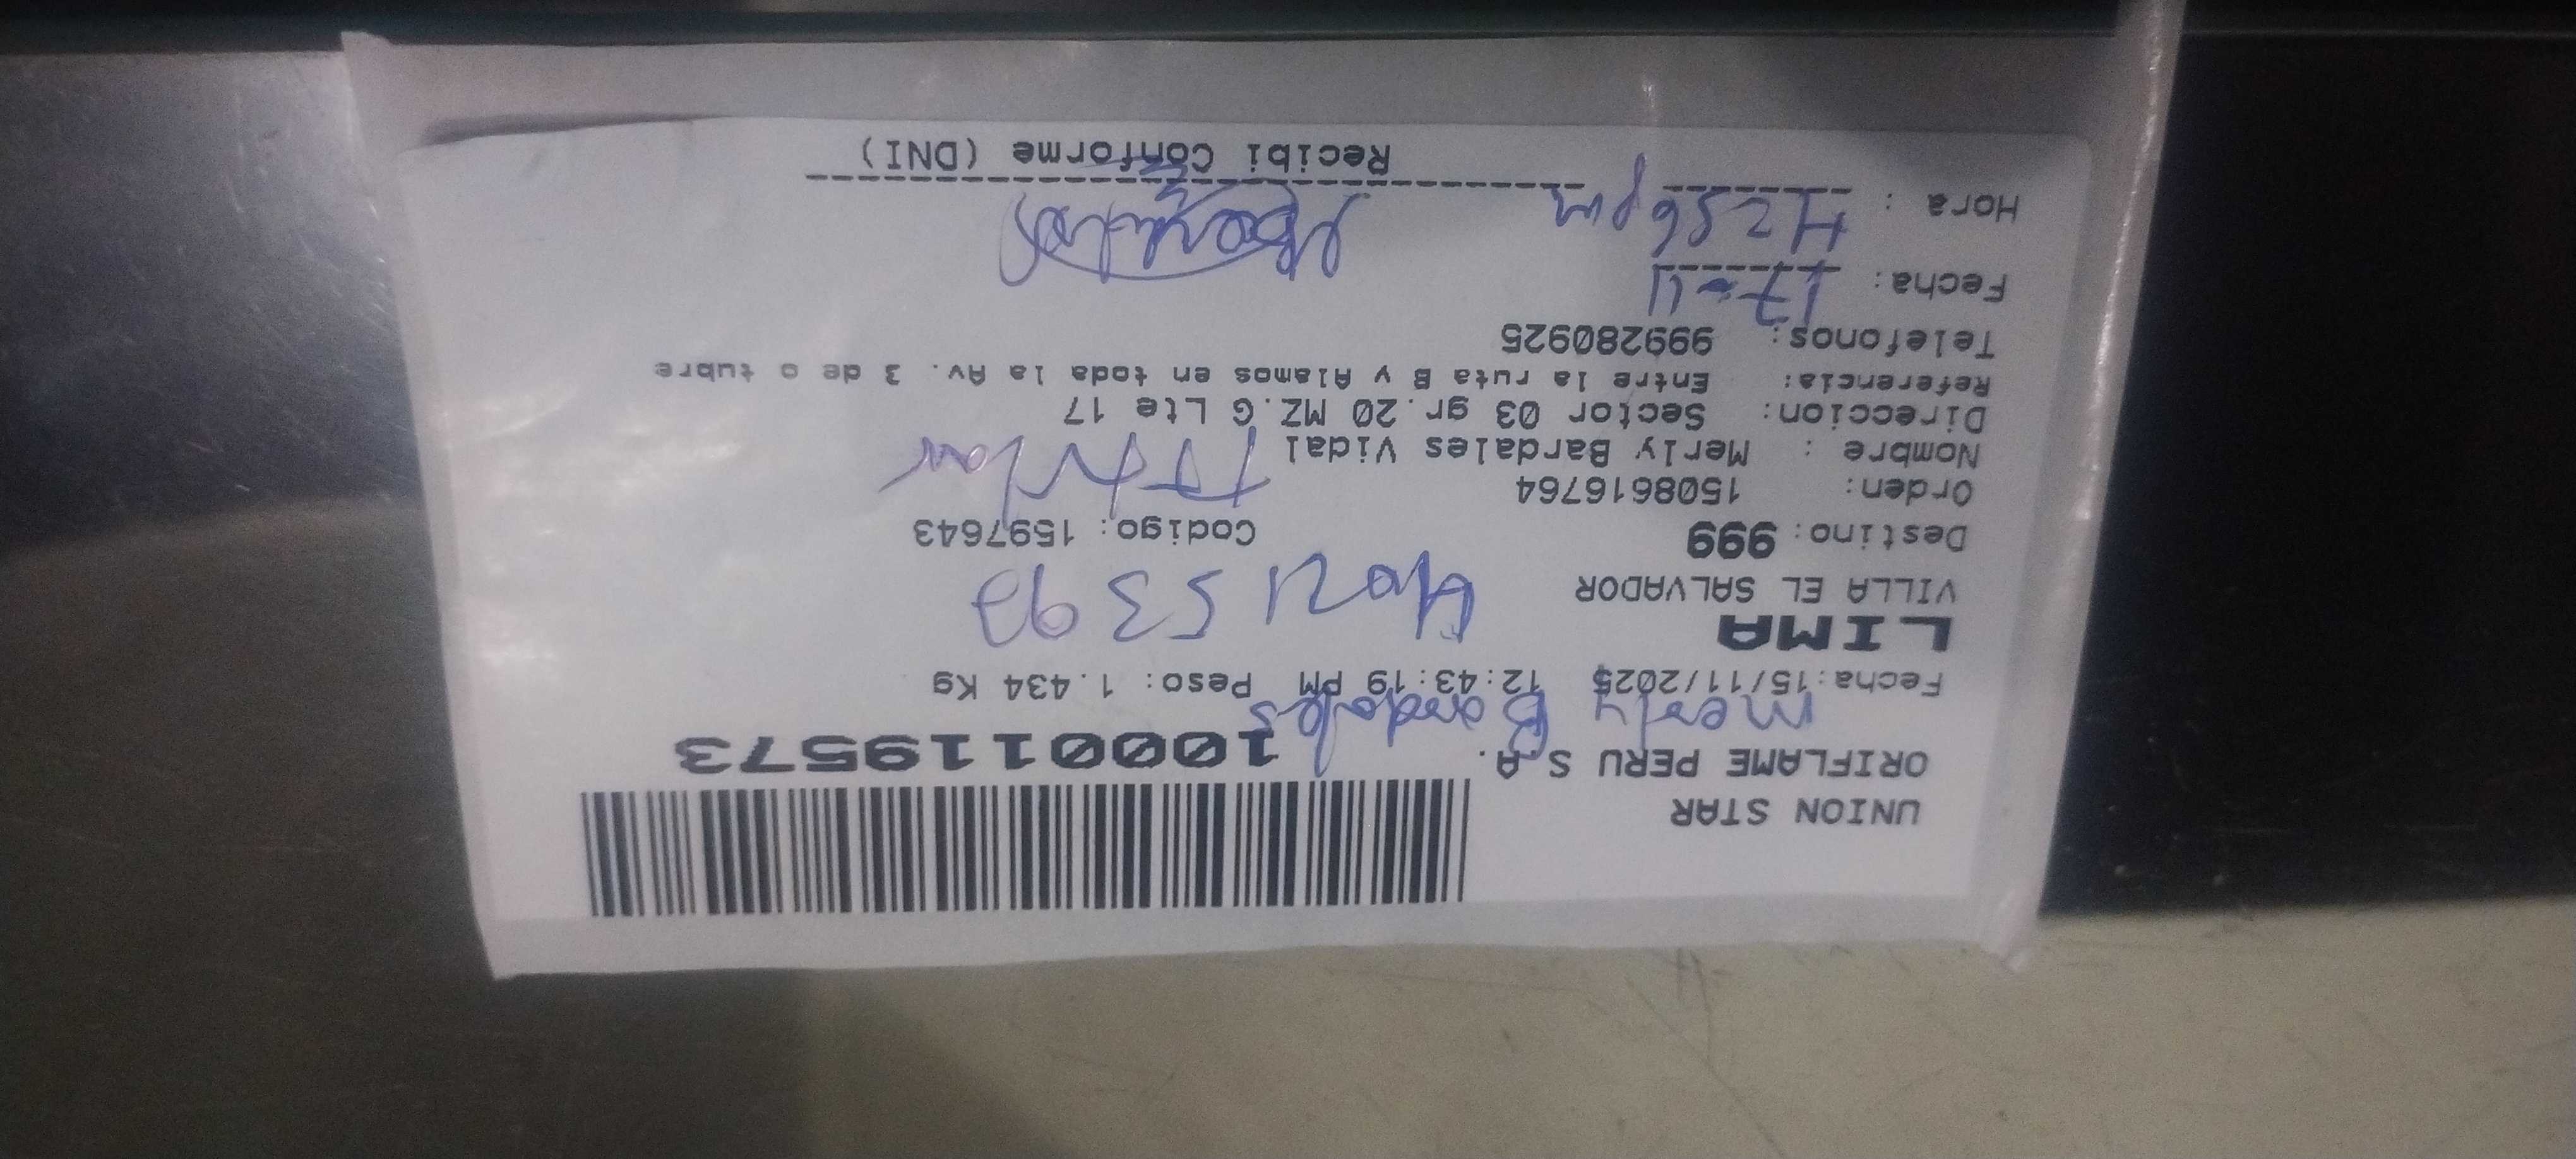 UNION STAR
ORIFLAME PERU S.A.
1000119573
Merly Bardales
Fecha:15/11/2025 12:43:19 PM Peso: 1.434 Kg
LIMA
VILLA EL SALVADOR
Destino: 999 Codigo: 1597643
Orden: 1508616764
Nombre : Merly Bardales Vidal
Direccion: Sector 03 gr.20 MZ.G Lte 17
Referencia: Entre la ruta B y Alamos en toda la Av. 3 de o tubre
Telefonos: 999280925
Fecha: 17-11
Hora : 4:56 pm
Recibi Conforme (DNI)